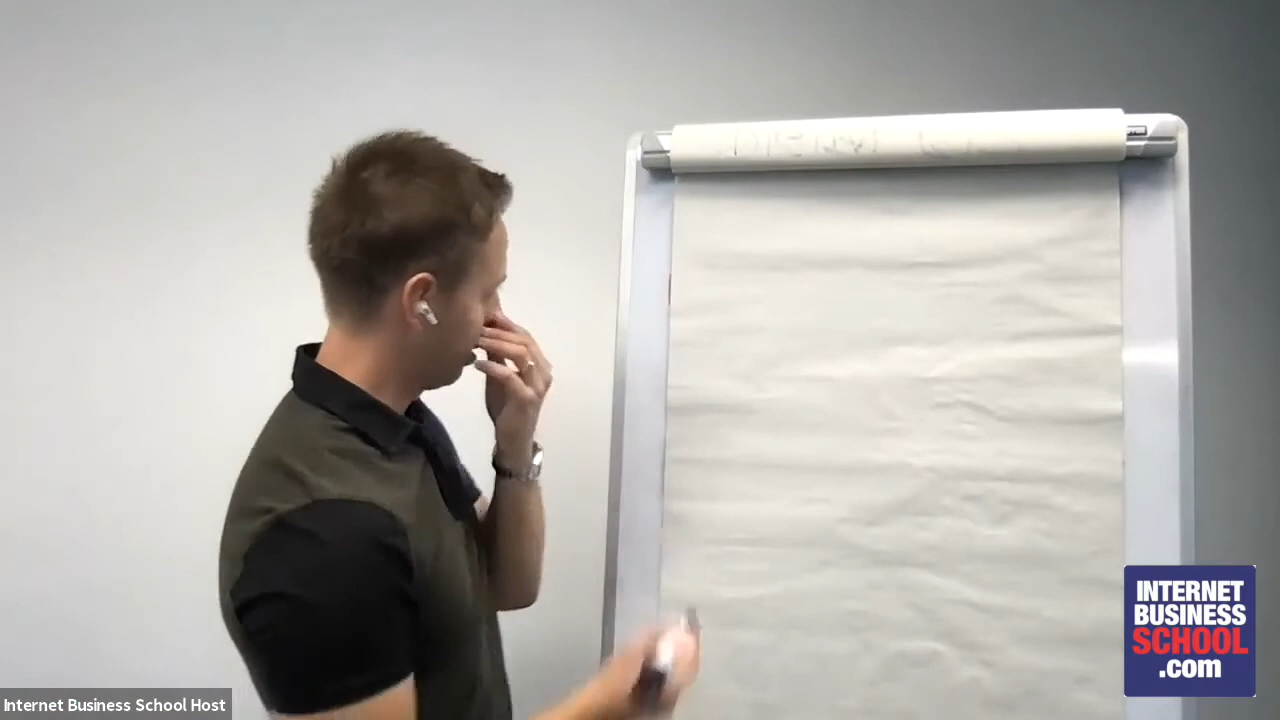 INTERNET
BUSINESS
SCHOOL
.com
Internet Business School Host